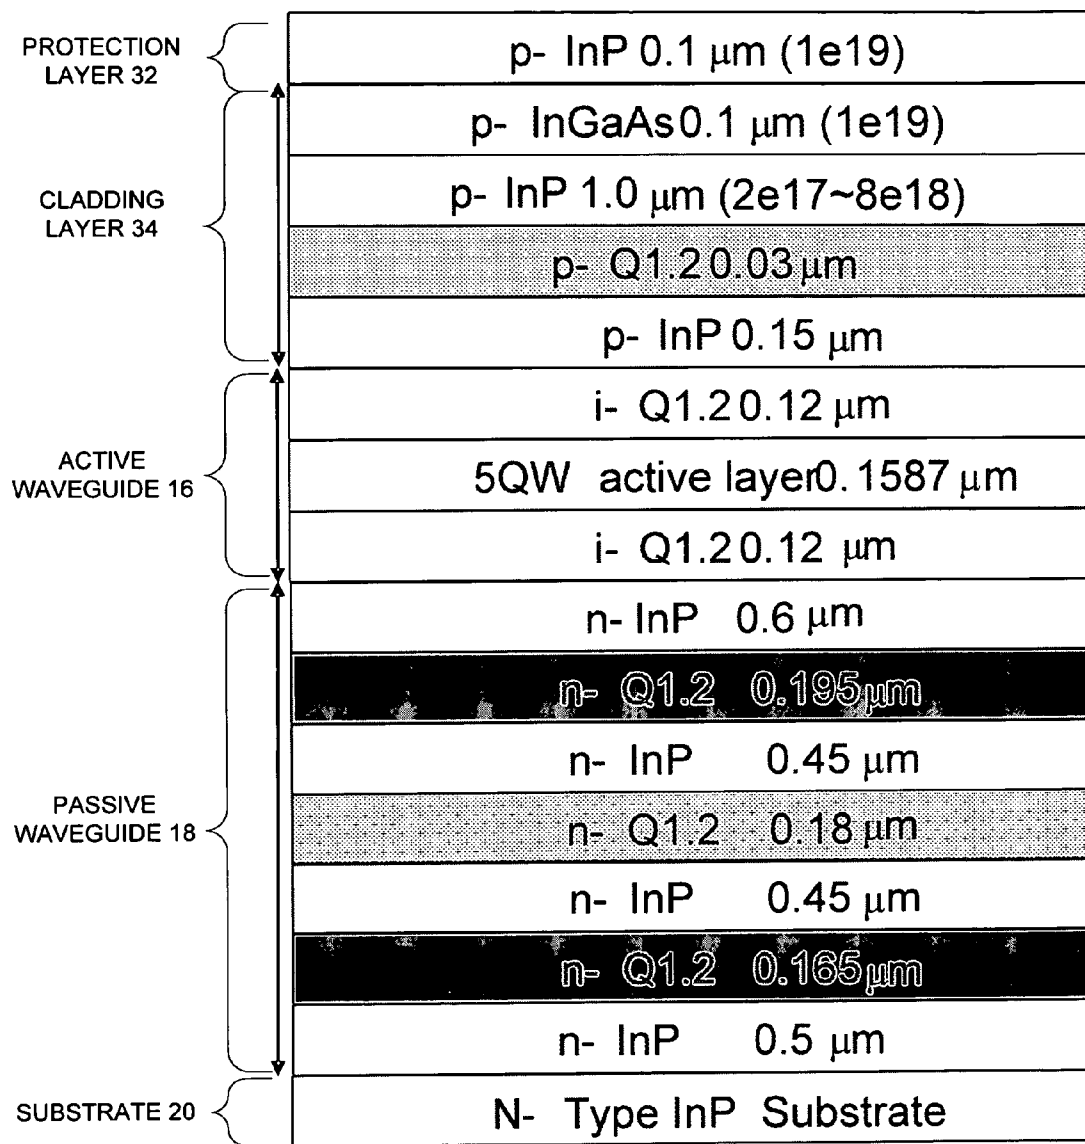 PROTECTION
LAYER 32
p- InP 0.1 μm (1e19)
p- InGaAs 0.1 μm (1e19)
CLADDING
LAYER 34
p- InP 1.0 μm (2e17~8e18)
p- Q1.2 0.03 μm
p- InP 0.15 μm
i- Q1.2 0.12 μm
ACTIVE
WAVEGUIDE 16
5QW active layer 0.1587 μm
i- Q1.2 0.12 μm
n- InP 0.6 μm
n- Q1.2 0.195 μm
n- InP 0.45 μm
PASSIVE
WAVEGUIDE 18
n- Q1.2 0.18 μm
n- InP 0.45 μm
n- Q1.2 0.165 μm
n- InP 0.5 μm
SUBSTRATE 20
N- Type InP Substrate